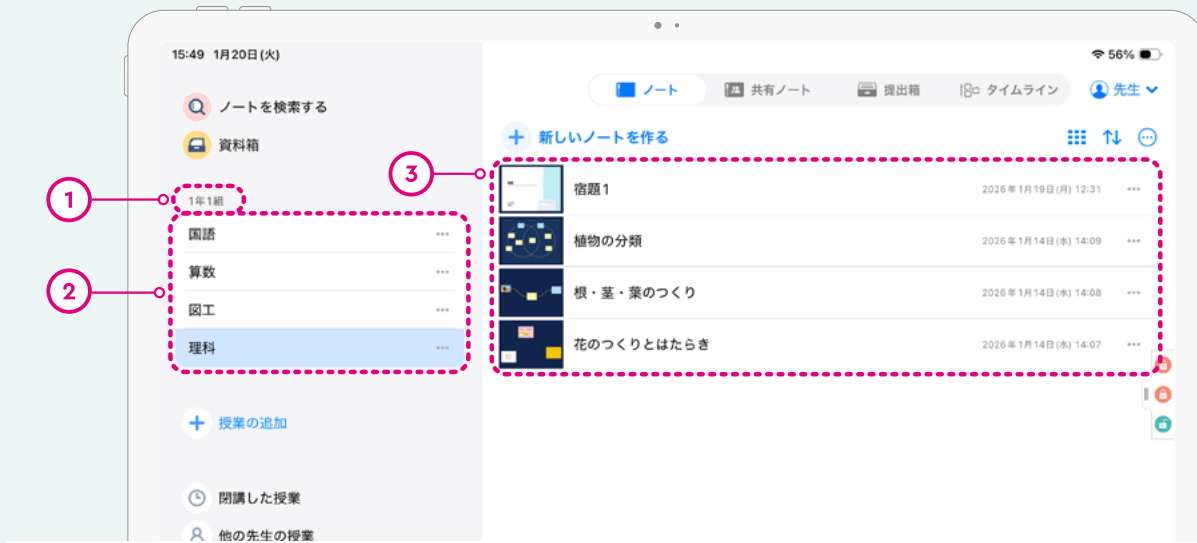 15:49 1月20日(火)
56%
ノートを検索する
資料箱
1年1組
国語
算数
図工
理科
授業の追加
閉講した授業
他の先生の授業
ノート
共有ノート
提出箱
タイムライン
先生
新しいノートを作る
宿題1
2026年1月19日(月) 12:31
植物の分類
2026年1月14日(水) 14:09
根・茎・葉のつくり
2026年1月14日(水) 14:08
花のつくりとはたらき
2026年1月14日(水) 14:07
1
2
3